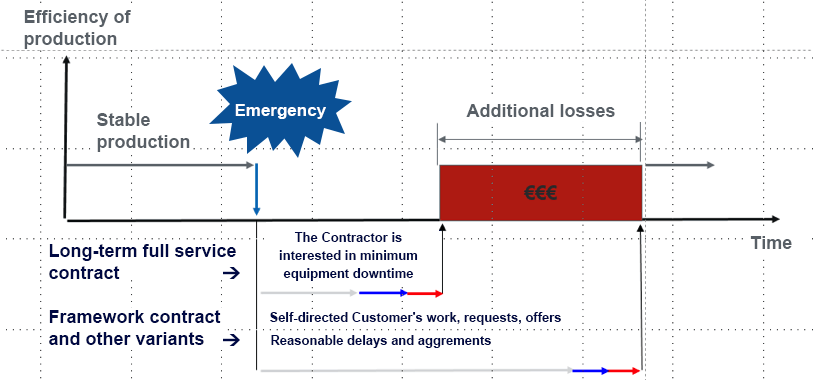 Efficiency of
production
Emergency
Additional losses
Stable
production
€€€
Time
Long-term full service
contract ➔
The Contractor is
interested in minimum
equipment downtime
Framework contract
and other variants ➔
Self-directed Customer's work, requests, offers
Reasonable delays and aggrements